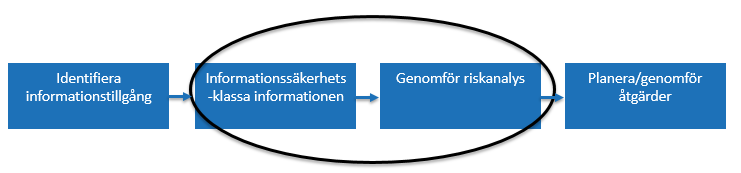 Identifiera
informationstillgång
Informationssäkerhets
-klassa informationen
Genomför riskanalys
Planera/genomför
åtgärder